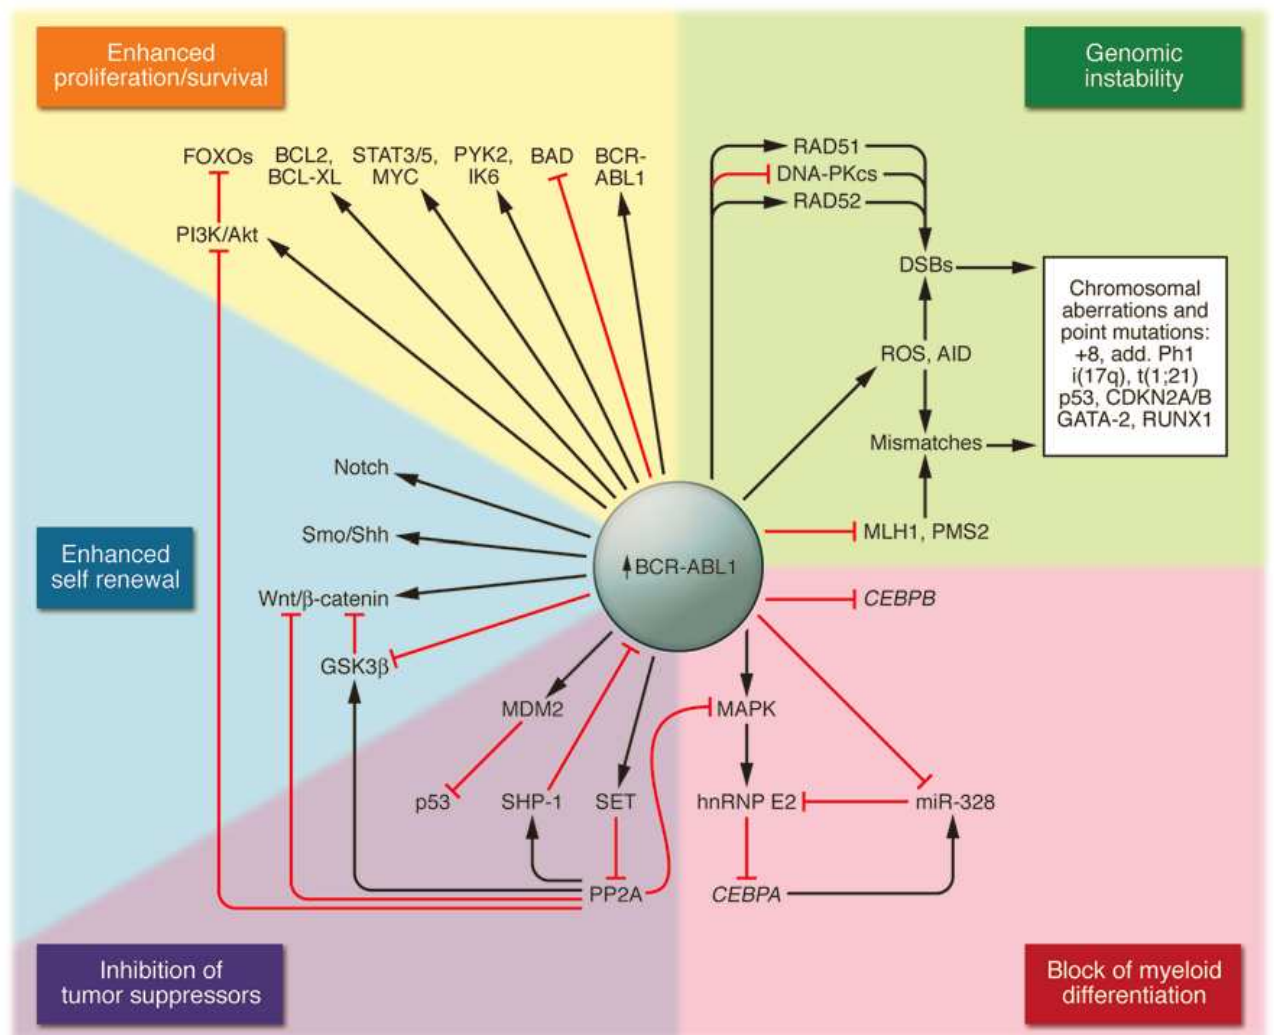 Enhanced
proliferation/survival
Genomic
instability
FOXOs
BCL2,
BCL-XL
STAT3/5,
MYC
PYK2,
IK6
BAD
BCR-
ABL1
PI3K/Akt
RAD51
DNA-PKcs
RAD52
DSBs
ROS, AID
Mismatches
MLH1, PMS2
Chromosomal
aberrations and
point mutations:
+8, add. Ph1
i(17q), t(1;21)
p53, CDKN2A/B
GATA-2, RUNX1
Notch
Smo/Shh
Wnt/β-catenin
GSK3β
Enhanced
self renewal
BCR-ABL1
CEBPB
MDM2
MAPK
p53
SHP-1
SET
hnRNP E2
miR-328
PP2A
CEBPA
Inhibition of
tumor suppressors
Block of myeloid
differentiation